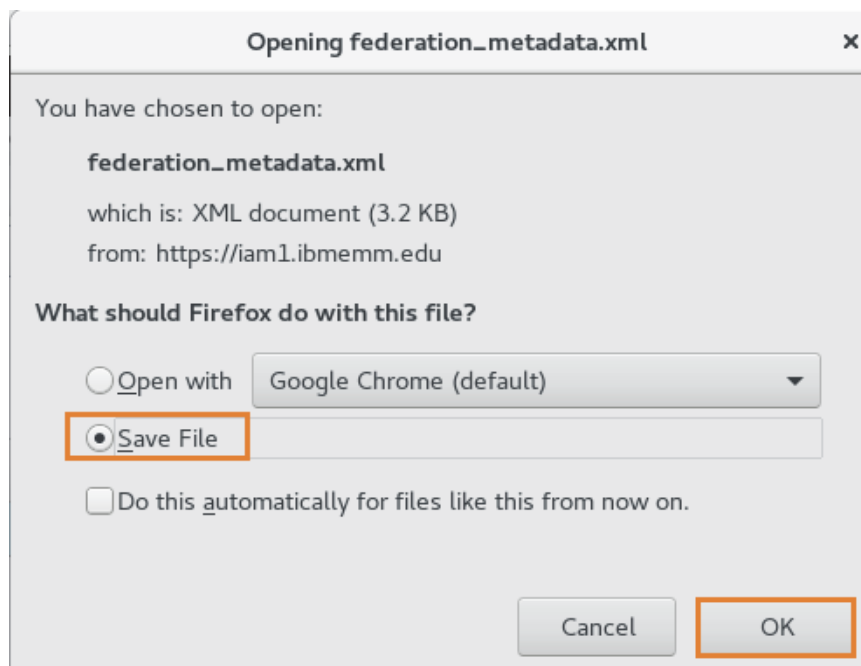 Opening federation_metadata.xml
You have chosen to open:
federation_metadata.xml
which is: XML document (3.2 KB)
from: https://iam1.ibmemm.edu
What should Firefox do with this file?
Open with Google Chrome (default)
Save File
Do this automatically for files like this from now on.
Cancel OK